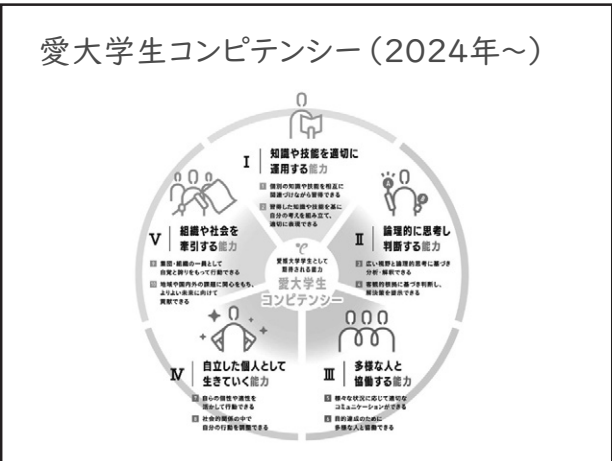 愛大学生コンピテンシー（2024年～）
I
知識や技能を適切に
運用する能力
1 個別の知識や技能を相互に
関連づけながら習得できる
2 習得した知識や技能を基に
自分の考えを組み立て、
適切に表現できる
II
論理的に思考し
判断する能力
3 広い視野と論理的思考に基づき
分析・解釈できる
4 客観的根拠に基づき判断し、
解決策を提示できる
III
多様な人と
協働する能力
5 様々な状況に応じて適切な
コミュニケーションができる
6 目的達成のために
多様な人と協働できる
IV
自立した個人として
生きていく能力
7 自らの個性や適性を
活かして行動できる
8 社会的関係の中で
自分の行動を調整できる
V
組織や社会を
牽引する能力
9 集団・組織の一員として
自覚と誇りをもって行動できる
10 地域や国内外の課題に関心をもち、
よりよい未来に向けて
貢献できる
愛媛大学学生として
期待される能力
愛大学生
コンピテンシー